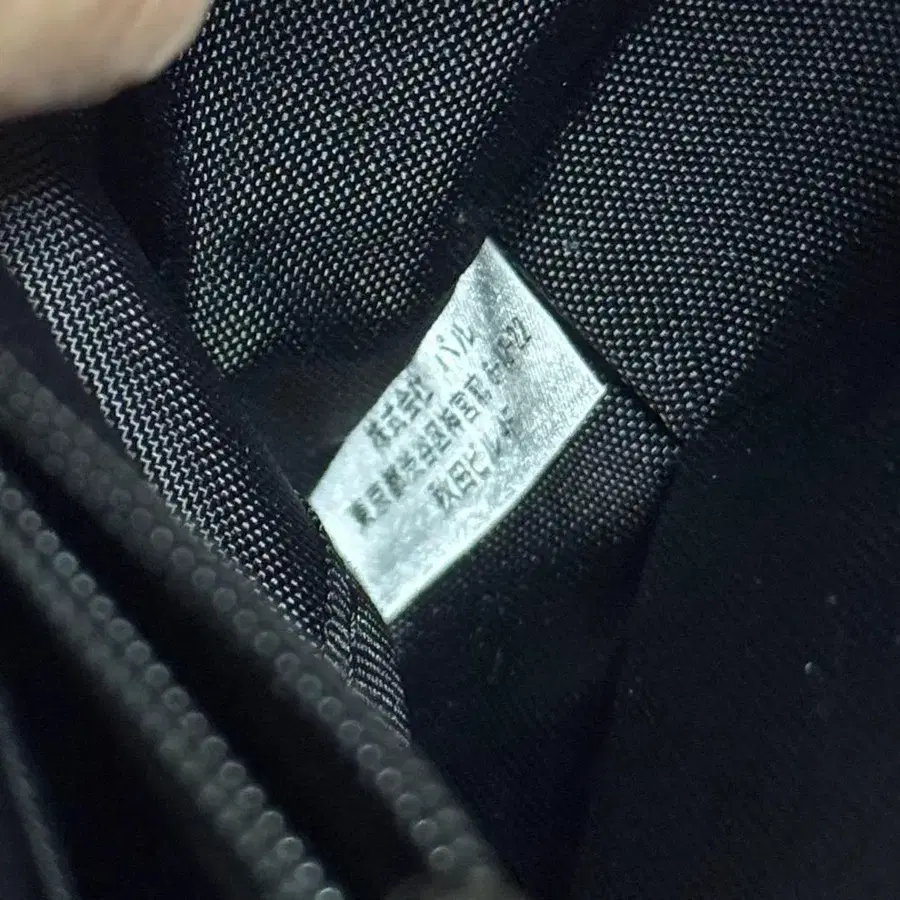 株式会社 パル
東京都渋谷区神宮前
秋田ビル